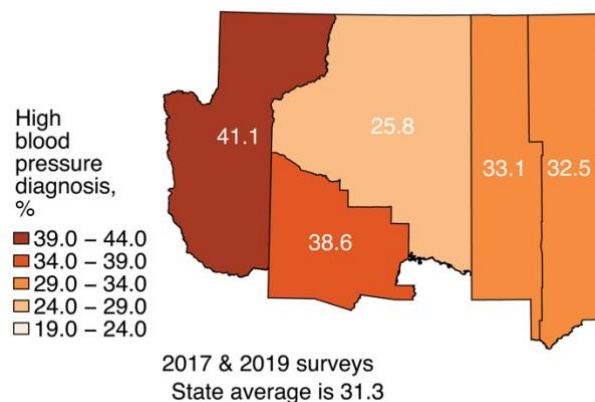 High
blood
pressure
diagnosis,
%
39.0 – 44.0
34.0 – 39.0
29.0 – 34.0
24.0 – 29.0
19.0 – 24.0
41.1
25.8
33.1
32.5
38.6
2017 & 2019 surveys
State average is 31.3